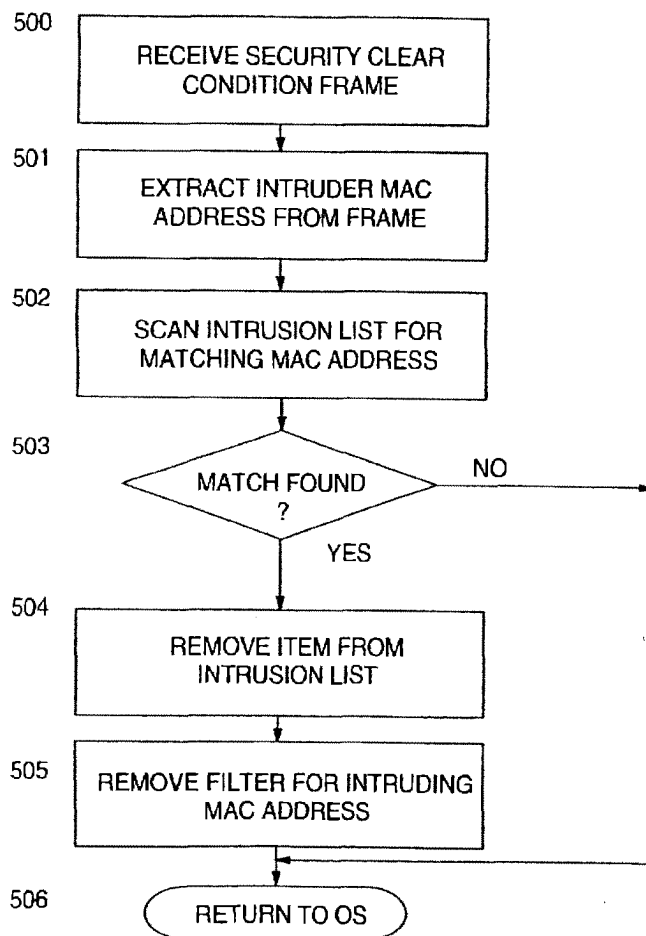 500
RECEIVE SECURITY CLEAR
CONDITION FRAME
501
EXTRACT INTRUDER MAC
ADDRESS FROM FRAME
502
SCAN INTRUSION LIST FOR
MATCHING MAC ADDRESS
503
MATCH FOUND
?
NO
YES
504
REMOVE ITEM FROM
INTRUSION LIST
505
REMOVE FILTER FOR INTRUDING
MAC ADDRESS
506
RETURN TO OS